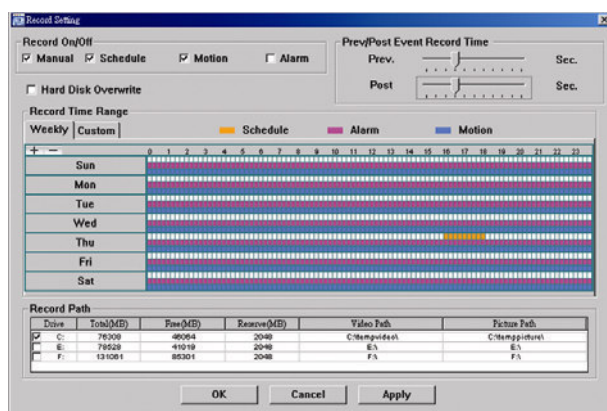 Record Setting
Record On/Off
Manual Schedule Motion Alarm
Prev/Post Event Record Time
Prev. Sec.
Post Sec.
Hard Disk Overwrite
Record Time Range
Weekly Custom
Schedule Alarm Motion
+ - 0 1 2 3 4 5 6 7 8 9 10 11 12 13 14 15 16 17 18 19 20 21 22 23
Sun
Mon
Tue
Wed
Thu
Fri
Sat
Record Path
Drive Total(MB) Free(MB) Reserve(MB) Video Path Picture Path
C: 76308 46064 2048 C:\tempvideo\ C:\temppicture\
E: 78528 41019 2048 E:\ E:\
F: 131061 85301 2048 F:\ F:\
OK Cancel Apply